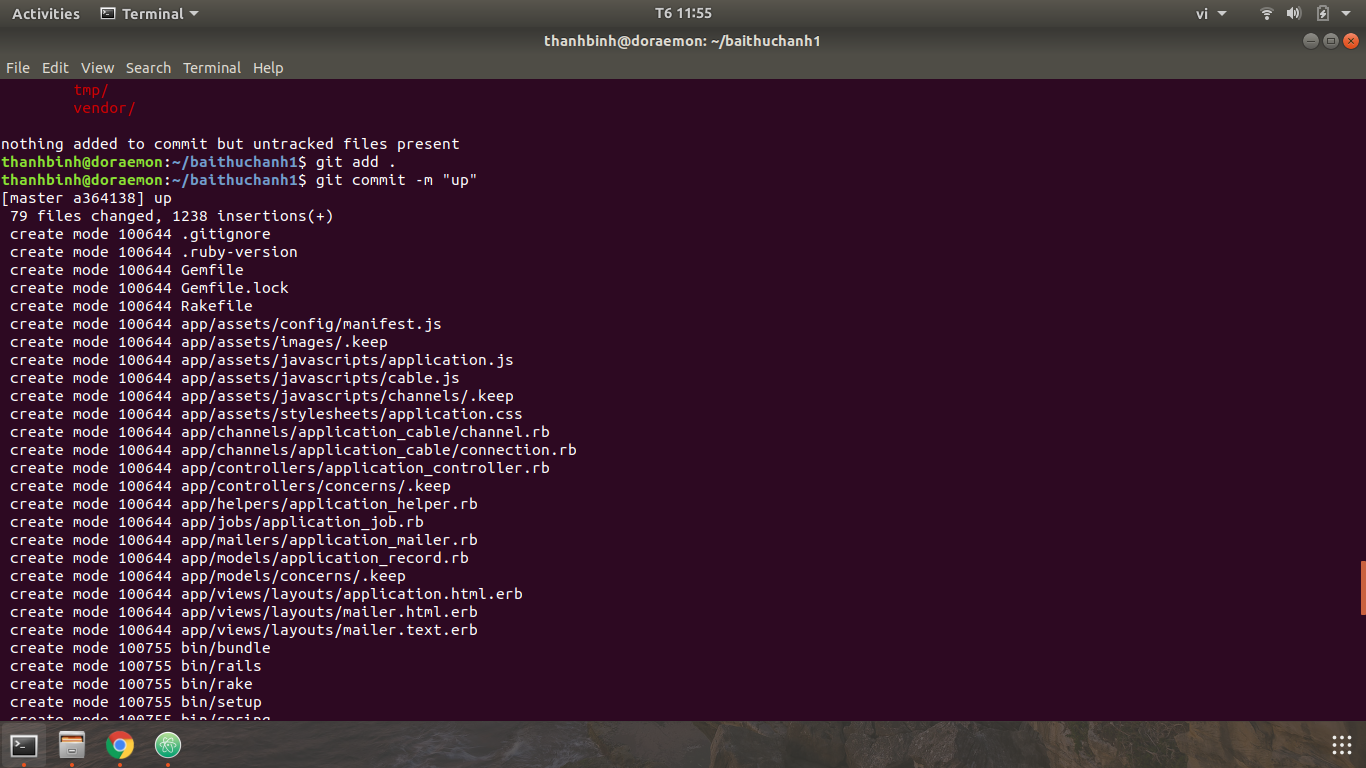 Activities Terminal T6 11:55 vi
thanhbinh@doraemon: ~/baithuchanh1
File Edit View Search Terminal Help
tmp/
vendor/
nothing added to commit but untracked files present
thanhbinh@doraemon:~/baithuchanh1$ git add .
thanhbinh@doraemon:~/baithuchanh1$ git commit -m "up"
[master a364138] up
79 files changed, 1238 insertions(+)
create mode 100644 .gitignore
create mode 100644 .ruby-version
create mode 100644 Gemfile
create mode 100644 Gemfile.lock
create mode 100644 Rakefile
create mode 100644 app/assets/config/manifest.js
create mode 100644 app/assets/images/.keep
create mode 100644 app/assets/javascripts/application.js
create mode 100644 app/assets/javascripts/cable.js
create mode 100644 app/assets/javascripts/channels/.keep
create mode 100644 app/assets/stylesheets/application.css
create mode 100644 app/channels/application_cable/channel.rb
create mode 100644 app/channels/application_cable/connection.rb
create mode 100644 app/controllers/application_controller.rb
create mode 100644 app/controllers/concerns/.keep
create mode 100644 app/helpers/application_helper.rb
create mode 100644 app/jobs/application_job.rb
create mode 100644 app/mailers/application_mailer.rb
create mode 100644 app/models/application_record.rb
create mode 100644 app/models/concerns/.keep
create mode 100644 app/views/layouts/application.html.erb
create mode 100644 app/views/layouts/mailer.html.erb
create mode 100644 app/views/layouts/mailer.text.erb
create mode 100755 bin/bundle
create mode 100755 bin/rails
create mode 100755 bin/rake
create mode 100755 bin/setup
create mode 100755 bin/spring